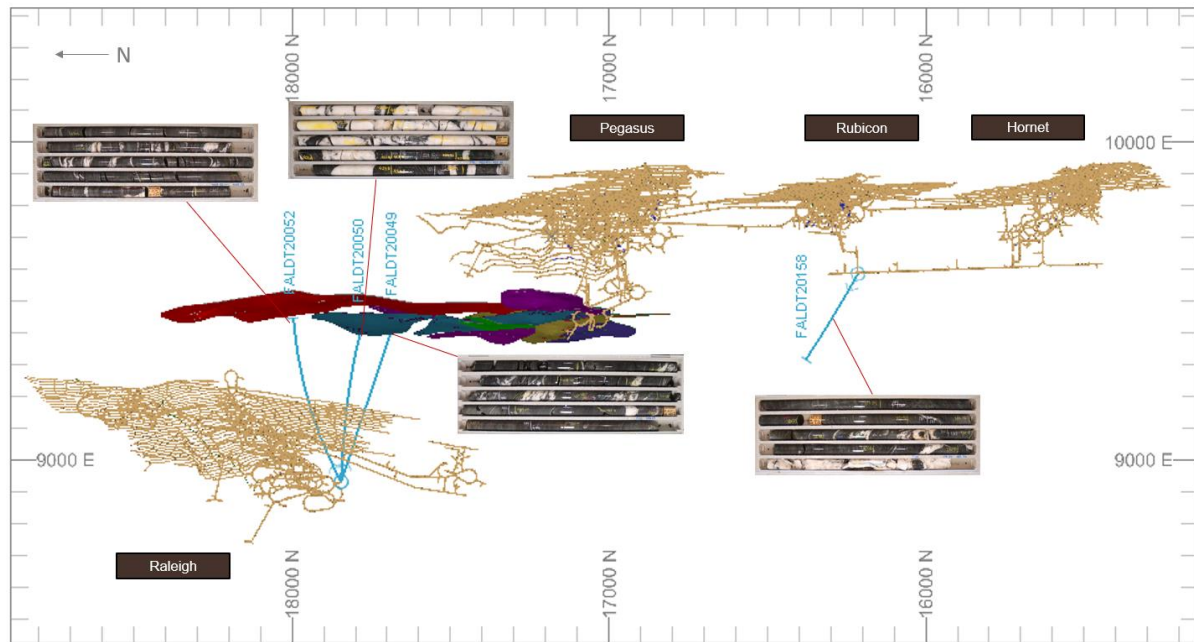 N
18000 N
17000 N
16000 N
Pegasus
Rubicon
Hornet
10000 E
FALDT20052
FALDT20050
FALDT20049
FALDT20158
9000 E
9000 E
Raleigh
18000 N
17000 N
16000 N